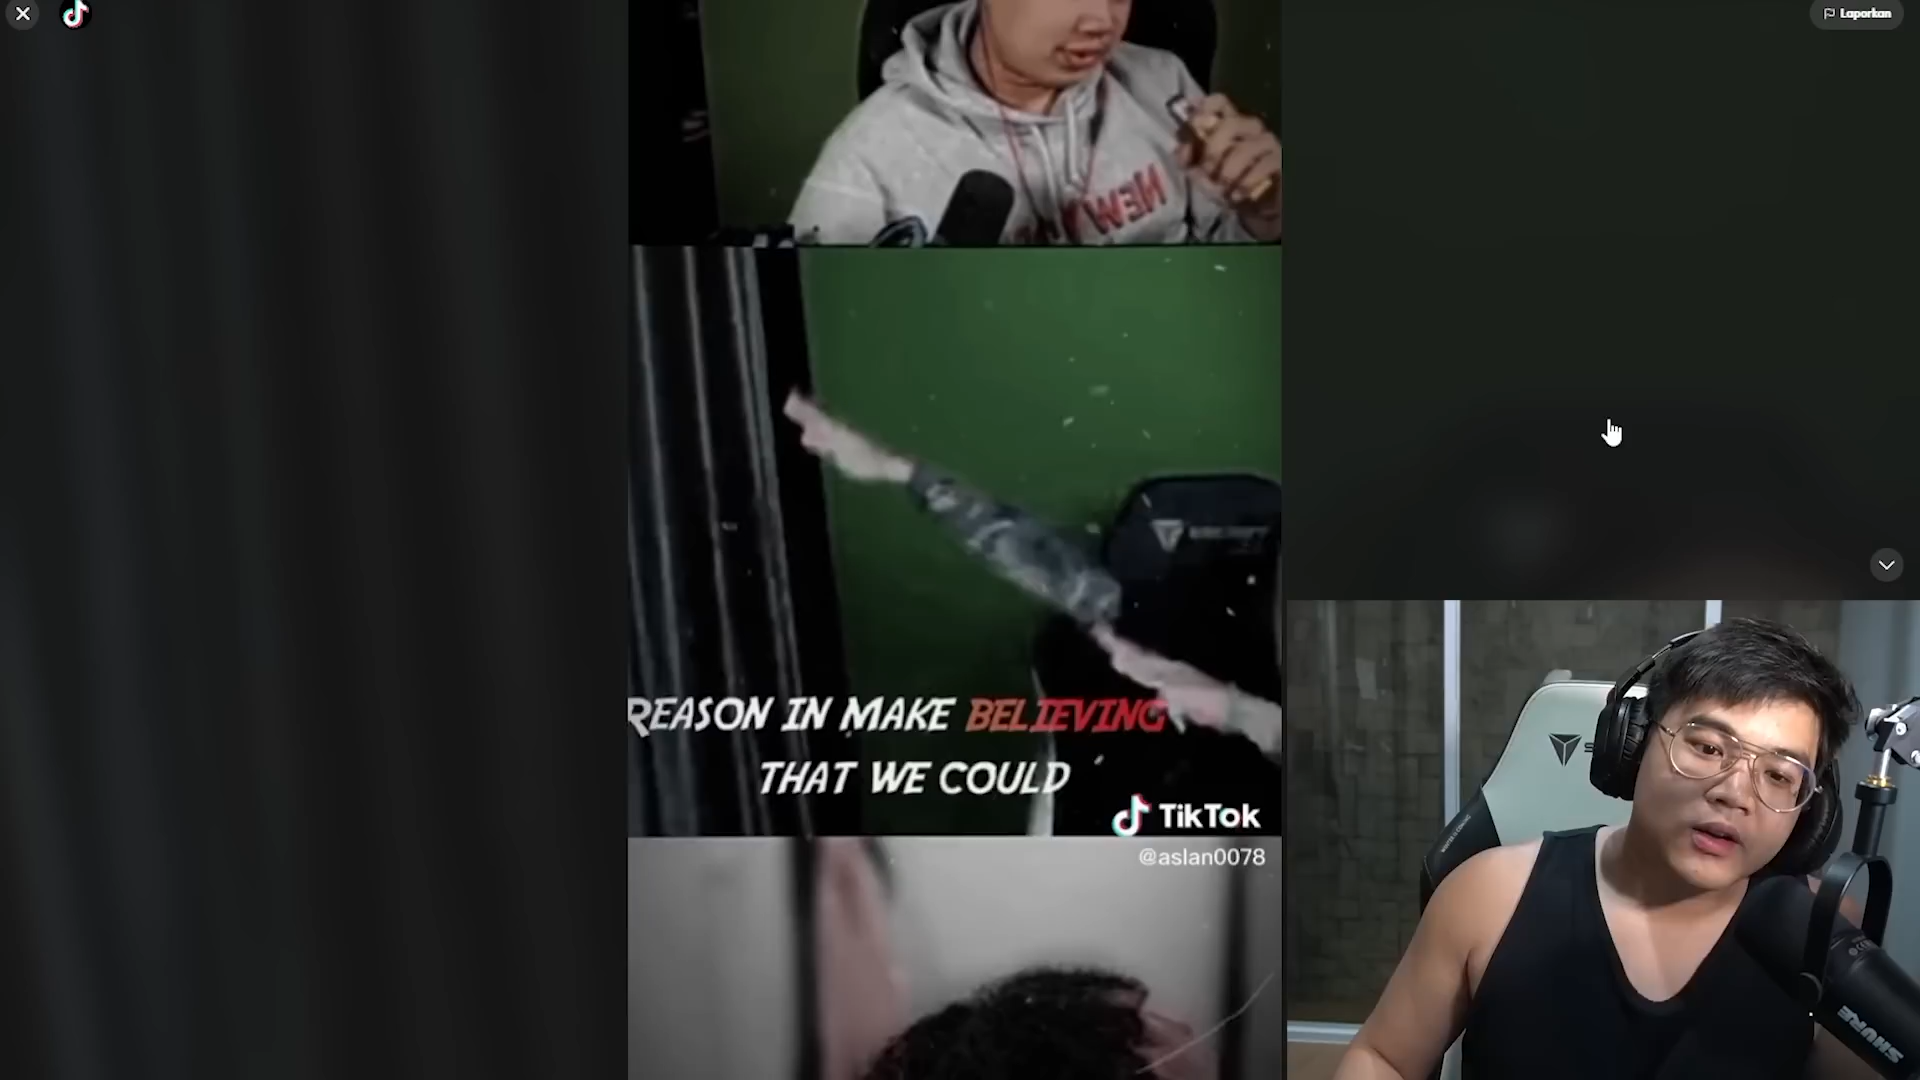 Laporkan
REASON IN MAKE BELIEVING
THAT WE COULD
TikTok
@aslan0078
SHURE